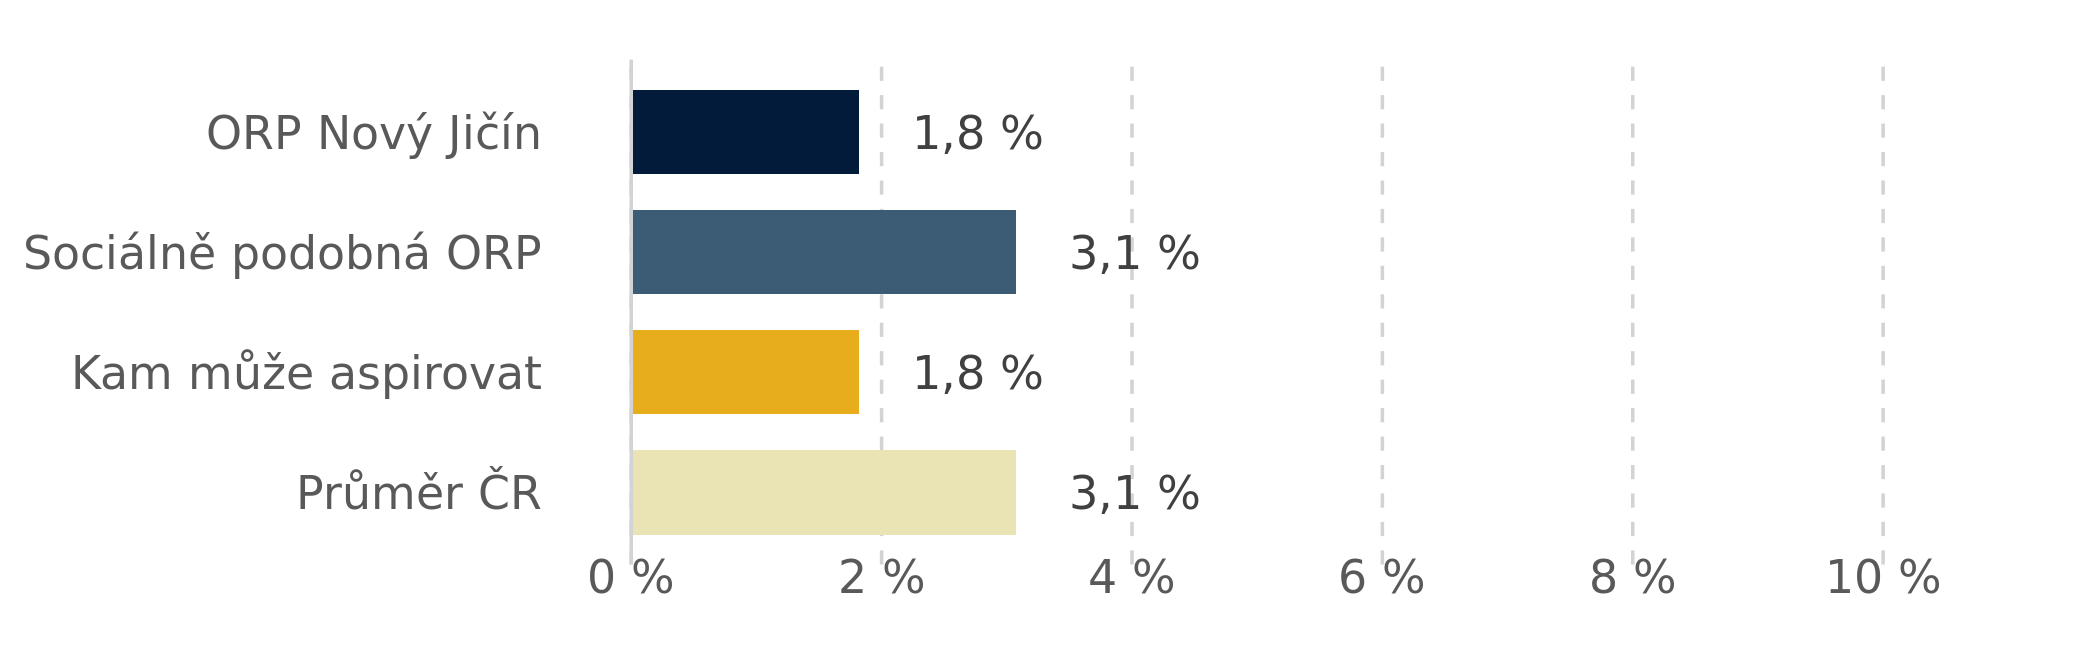 ORP Nový Jičín 1,8 %
Sociálně podobná ORP 3,1 %
Kam může aspirovat 1,8 %
Průměr ČR 3,1 %
0 % 2 % 4 % 6 % 8 % 10 %